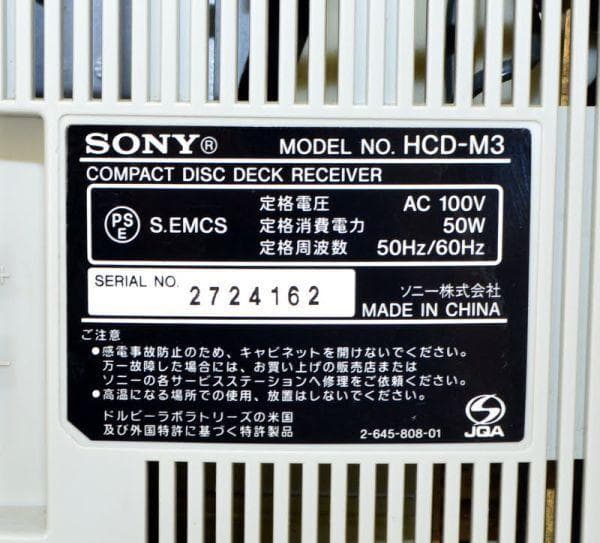 SONY® MODEL NO. HCD-M3
COMPACT DISC DECK RECEIVER
PSE S.EMCS
定格電圧 AC 100V
定格消費電力 50W
定格周波数 50Hz/60Hz
SERIAL NO. 2724162
ソニー株式会社
MADE IN CHINA
ご注意
●感電事故防止のため、キャビネットを開けないでください。
万一故障した場合には、お買い上げの販売店または
ソニーの各サービスステーションへ修理をご依頼ください。
●高温になる場所での使用、放置はしないでください。
ドルビーラボラトリーズの米国
及び外国特許に基づく特許製品
2-645-808-01
JQA